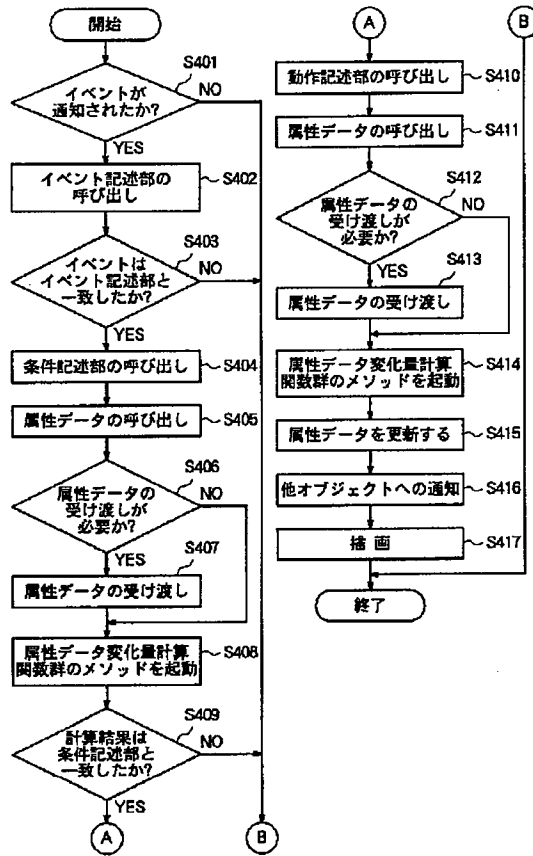 開始
S401
イベントが
通知されたか?
NO
YES
イベント記述部の
呼び出し
S402
S403
イベントは
イベント記述部と
一致したか?
NO
YES
条件記述部の呼び出し
S404
属性データの呼び出し
S405
S406
属性データの
受け渡しが
必要か?
NO
YES
S407
属性データの受け渡し
属性データ変化量計算
関数群のメソッドを起動
S408
S409
計算結果は
条件記述部と
一致したか?
NO
YES
A
B
A
B
動作記述部の呼び出し
S410
属性データの呼び出し
S411
S412
属性データの
受け渡しが
必要か?
NO
YES
S413
属性データの受け渡し
属性データ変化量計算
関数群のメソッドを起動
S414
属性データを更新する
S415
他オブジェクトへの通知
S416
描 画
S417
終了